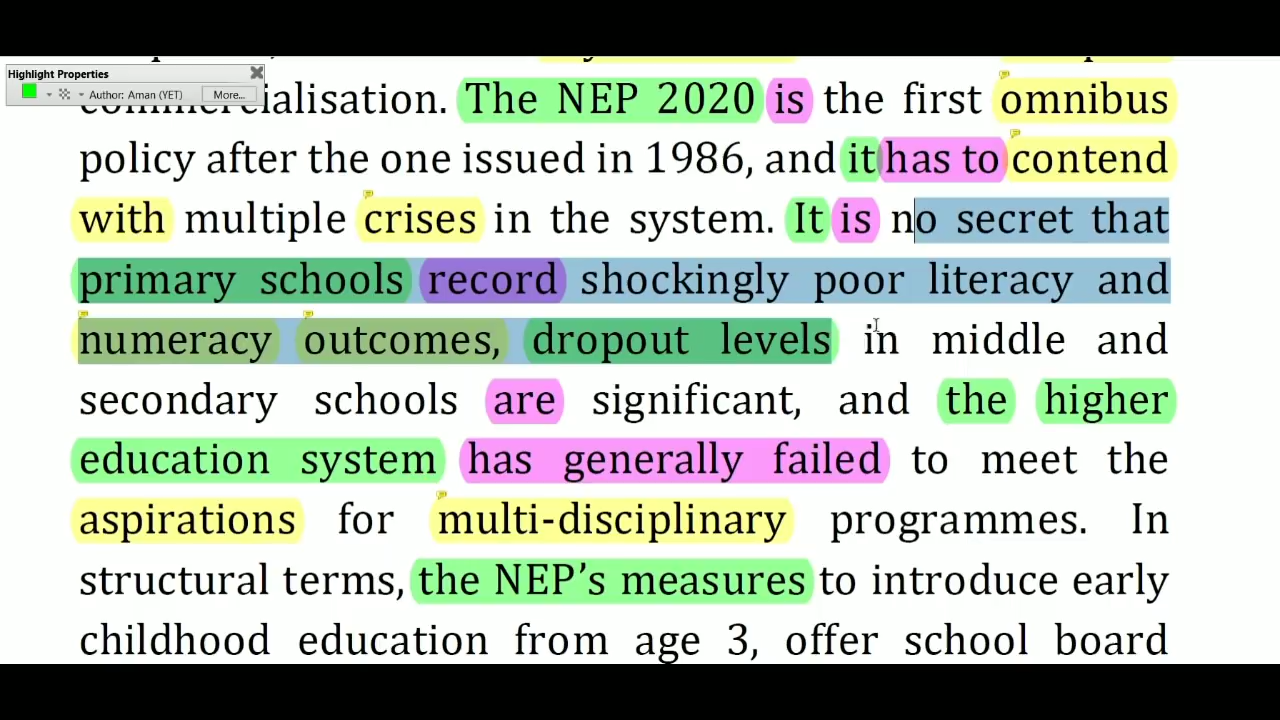 Highlight Properties
Author: Aman (YET) More...
ialisation. The NEP 2020 is the first omnibus
policy after the one issued in 1986, and it has to contend
with multiple crises in the system. It is no secret that
primary schools record shockingly poor literacy and
numeracy outcomes, dropout levels in middle and
secondary schools are significant, and the higher
education system has generally failed to meet the
aspirations for multi-disciplinary programmes. In
structural terms, the NEP’s measures to introduce early
childhood education from age 3, offer school board